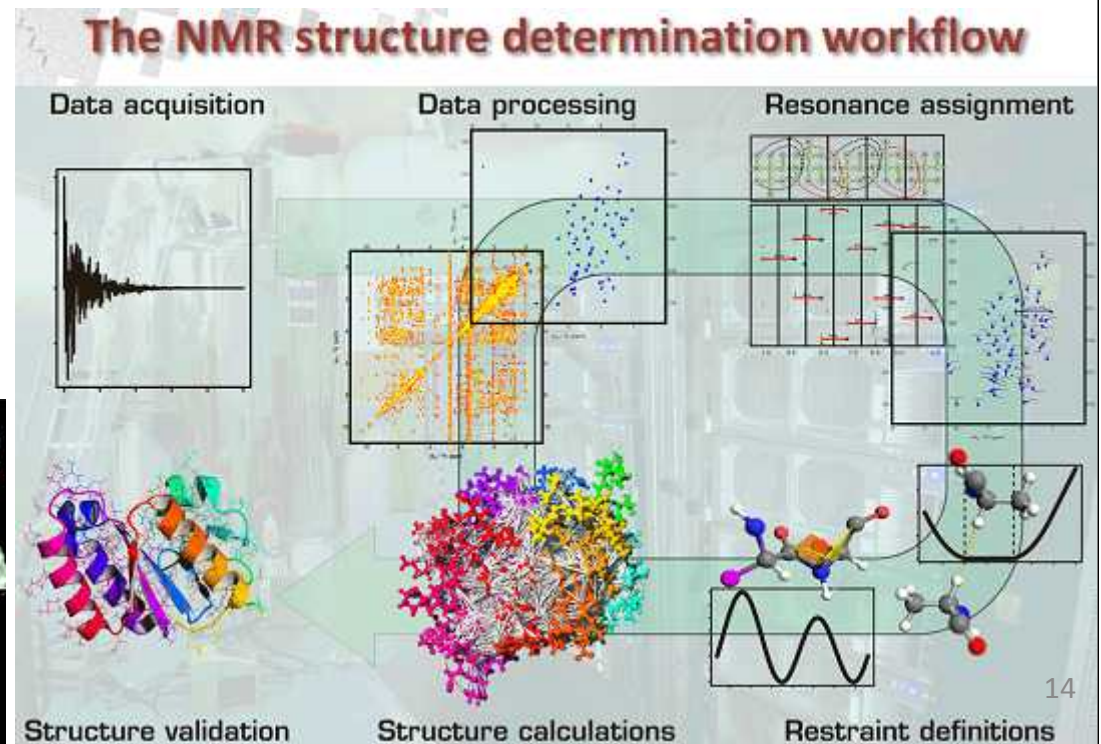 The NMR structure determination workflow
Data acquisition
Data processing
Resonance assignment
Structure validation
Structure calculations
Restraint definitions
14